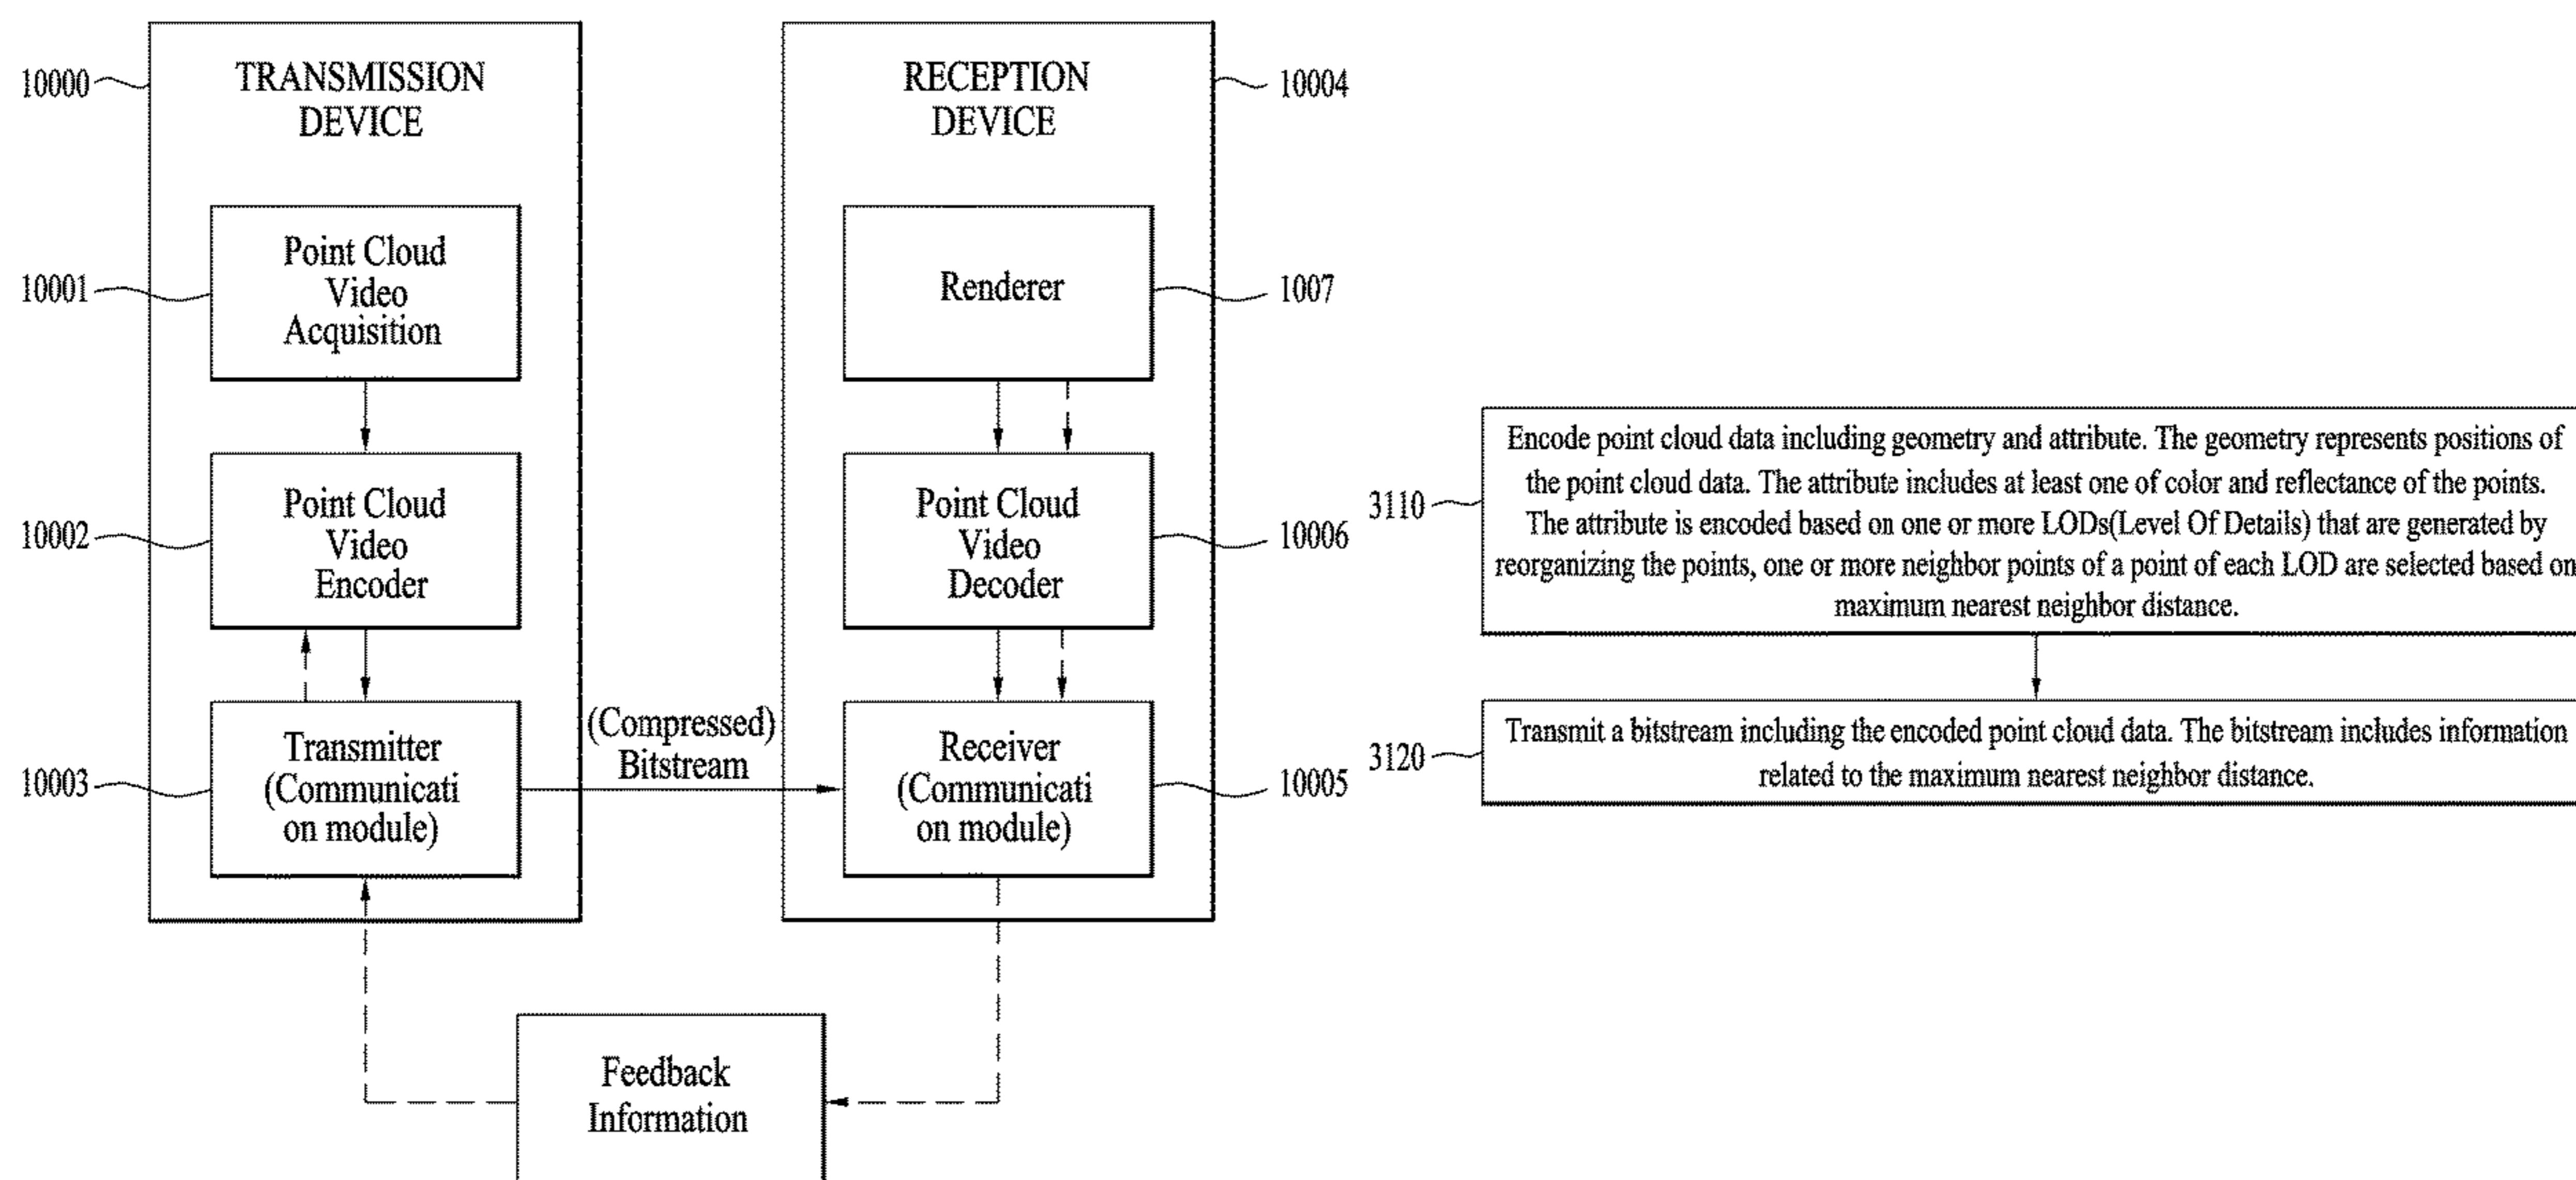 10000
TRANSMISSION
DEVICE
10001
Point Cloud
Video
Acquisition
10002
Point Cloud
Video
Encoder
10003
Transmitter
(Communicati
on module)
(Compressed)
Bitstream
RECEPTION
DEVICE
10004
Renderer
1007
Point Cloud
Video
Decoder
10006
Receiver
(Communicati
on module)
10005
Feedback
Information
3110
Encode point cloud data including geometry and attribute. The geometry represents positions of
the point cloud data. The attribute includes at least one of color and reflectance of the points.
The attribute is encoded based on one or more LODs(Level Of Details) that are generated by
reorganizing the points, one or more neighbor points of a point of each LOD are selected based on
maximum nearest neighbor distance.
3120
Transmit a bitstream including the encoded point cloud data. The bitstream includes information
related to the maximum nearest neighbor distance.